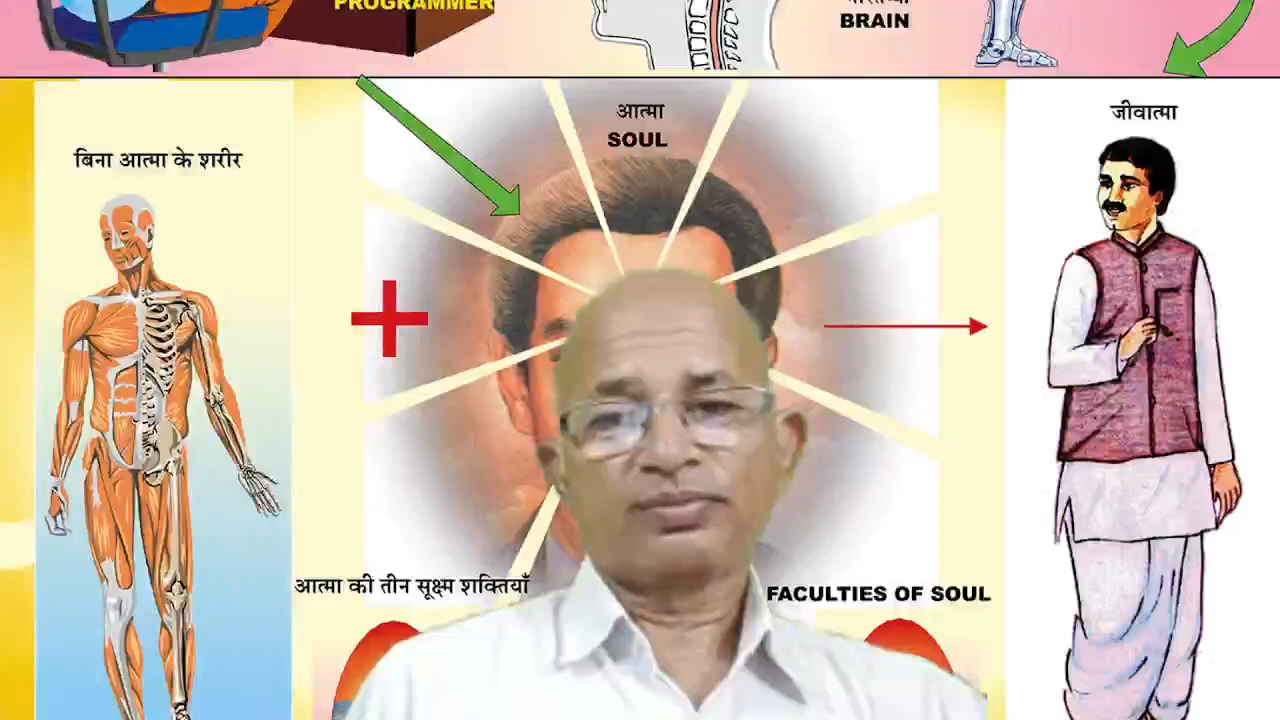 PROGRAMMER
BRAIN
आत्मा
SOUL
जीवात्मा
बिना आत्मा के शरीर
आत्मा की तीन सूक्ष्म शक्तियाँ
FACULTIES OF SOUL